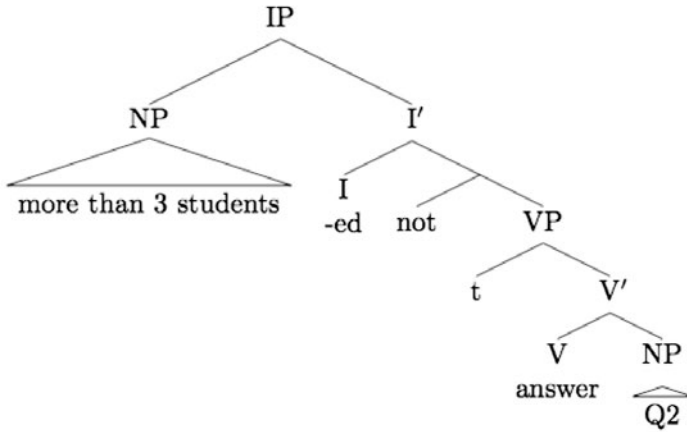 IP
NP I′
more than 3 students I
-ed not VP
t V′
V NP
answer
Q2